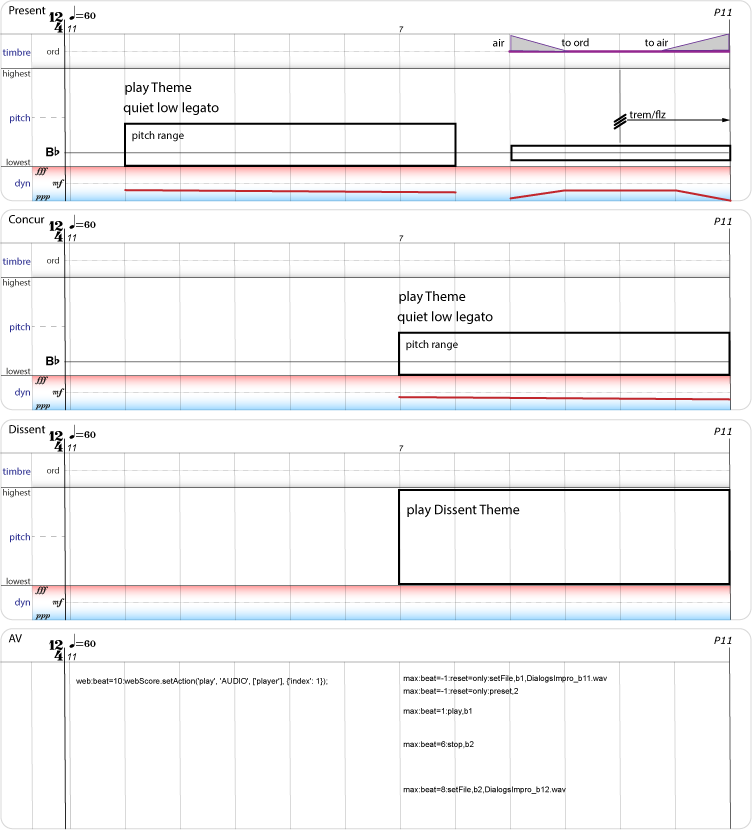 Present
12
4
♩=60
P11
11
7
timbre
ord
air
to ord
to air
highest
play Theme
quiet low legato
pitch
pitch range
trem/flz
B♭
lowest
fff
dyn
mf
ppp
Concur
12
4
♩=60
P11
11
7
timbre
ord
highest
play Theme
quiet low legato
pitch
pitch range
B♭
lowest
fff
dyn
mf
ppp
Dissent
12
4
♩=60
P11
11
7
timbre
ord
highest
play Dissent Theme
pitch
lowest
fff
dyn
mf
ppp
AV
12
4
♩=60
P11
11
web:beat=10:webScore.setAction('play', 'AUDIO', ['player'], {'index': 1});
max:beat=-1:reset=only:setFile,b1,DialogsImpro_b11.wav
max:beat=-1:reset=only:preset,2
max:beat=1:play,b1
max:beat=6:stop,b2
max:beat=8:setFile,b2,DialogsImpro_b12.wav